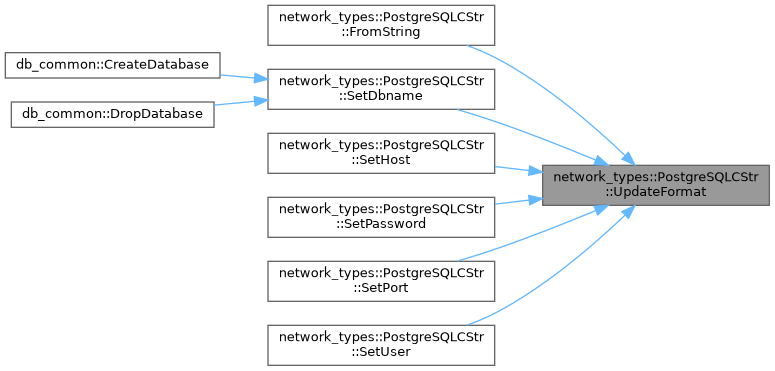 network_types::PostgreSQLCStr
::FromString
db_common::CreateDatabase
network_types::PostgreSQLCStr
::SetDbname
db_common::DropDatabase
network_types::PostgreSQLCStr
::SetHost
network_types::PostgreSQLCStr
::UpdateFormat
network_types::PostgreSQLCStr
::SetPassword
network_types::PostgreSQLCStr
::SetPort
network_types::PostgreSQLCStr
::SetUser